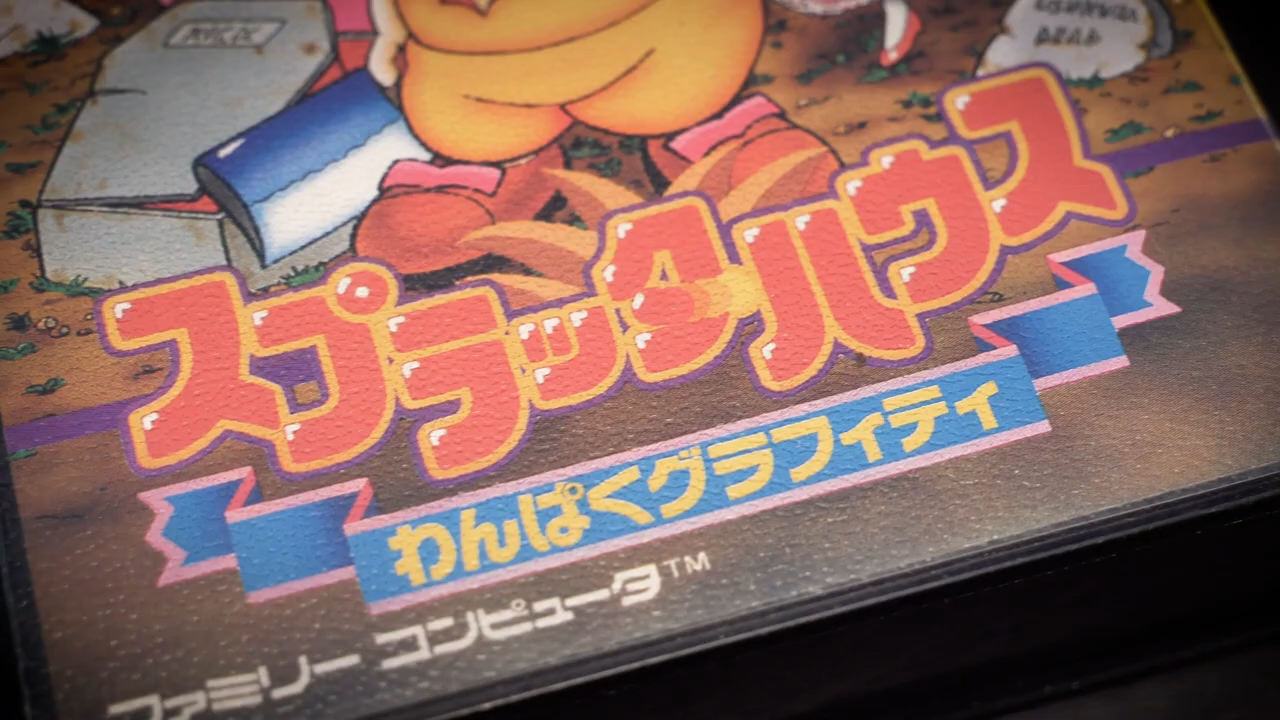 スプラッタハウス
わんぱくグラフィティ
ファミリー コンピュータ™